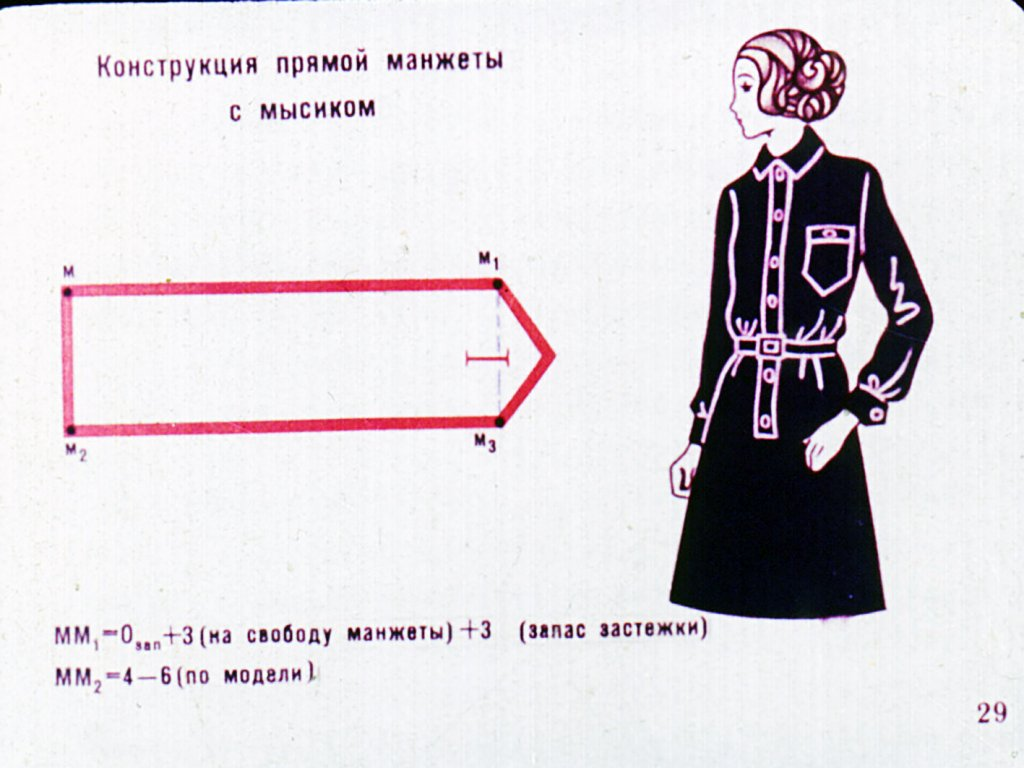 Конструкция прямой манжеты
с мысиком
м
м₁
м₂
м₃
ММ₁=О зап+3(на свободу манжеты)+3 (запас застежки)
ММ₂=4—6(по модели)
29